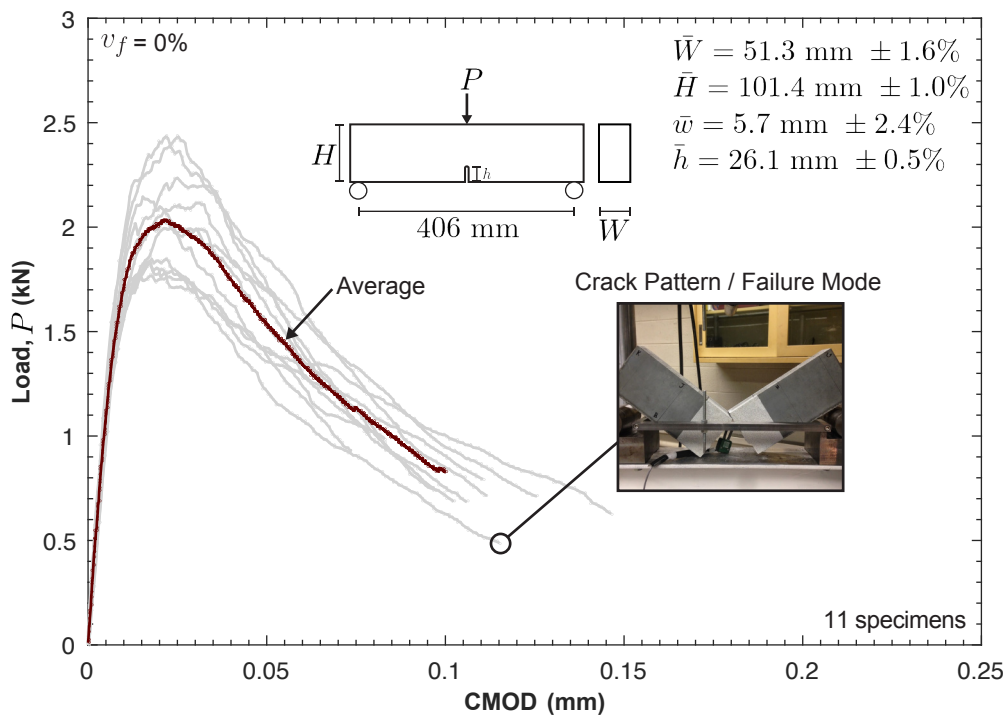 3
2.5
2
1.5
1
0.5
0
0
0.05
0.1
0.15
0.2
0.25
Load, P (kN)
CMOD (mm)
v_f = 0%
W̄ = 51.3 mm ± 1.6%
H̄ = 101.4 mm ± 1.0%
w̄ = 5.7 mm ± 2.4%
h̄ = 26.1 mm ± 0.5%
P
H
h
406 mm
W
Average
Crack Pattern / Failure Mode
11 specimens